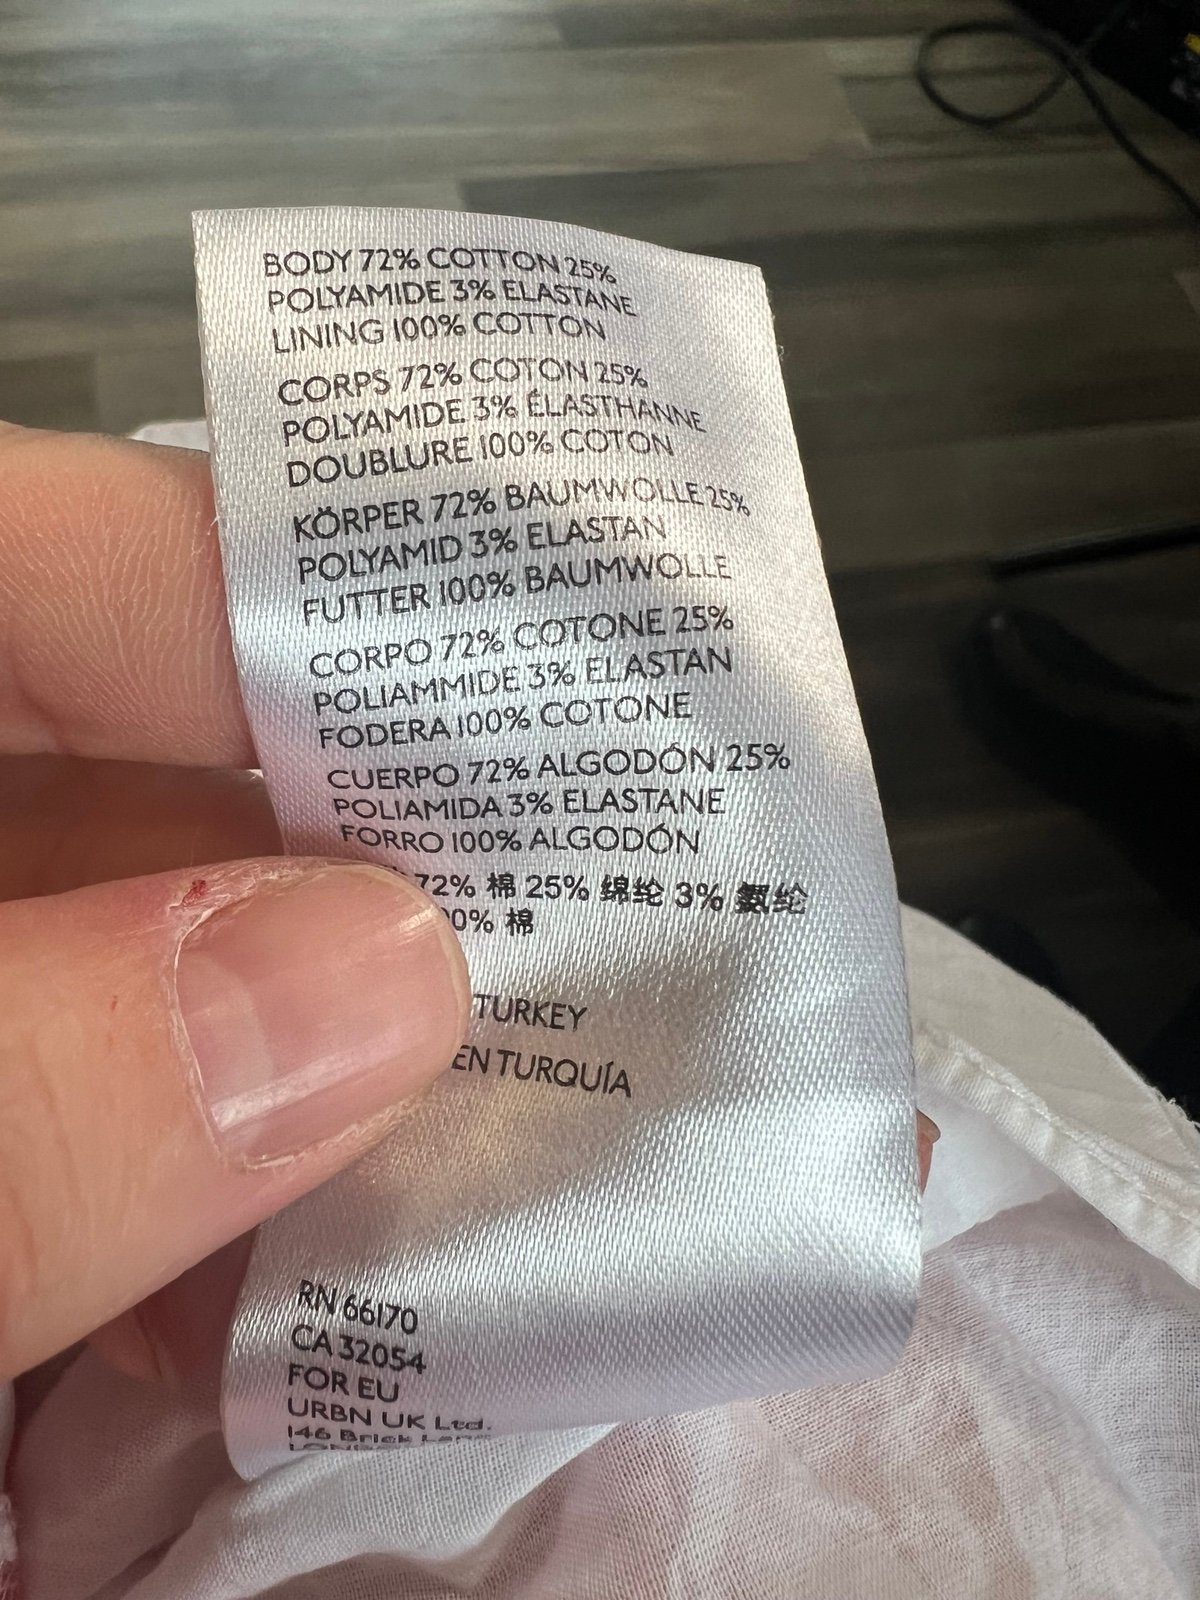 BODY 72% COTTON 25%
POLYAMIDE 3% ELASTANE
LINING 100% COTTON
CORPS 72% COTON 25%
POLYAMIDE 3% ÉLASTHANNE
DOUBLURE 100% COTON
KÖRPER 72% BAUMWOLLE 25%
POLYAMID 3% ELASTAN
FUTTER 100% BAUMWOLLE
CORPO 72% COTONE 25%
POLIAMMIDE 3% ELASTAN
FODERA 100% COTONE
CUERPO 72% ALGODÓN 25%
POLIAMIDA 3% ELASTANE
FORRO 100% ALGODÓN
72% 棉 25% 锦纶 3% 氨纶
0% 棉
TURKEY
EN TURQUÍA
RN 66170
CA 32054
FOR EU
URBN UK Ltd.
146 Brick